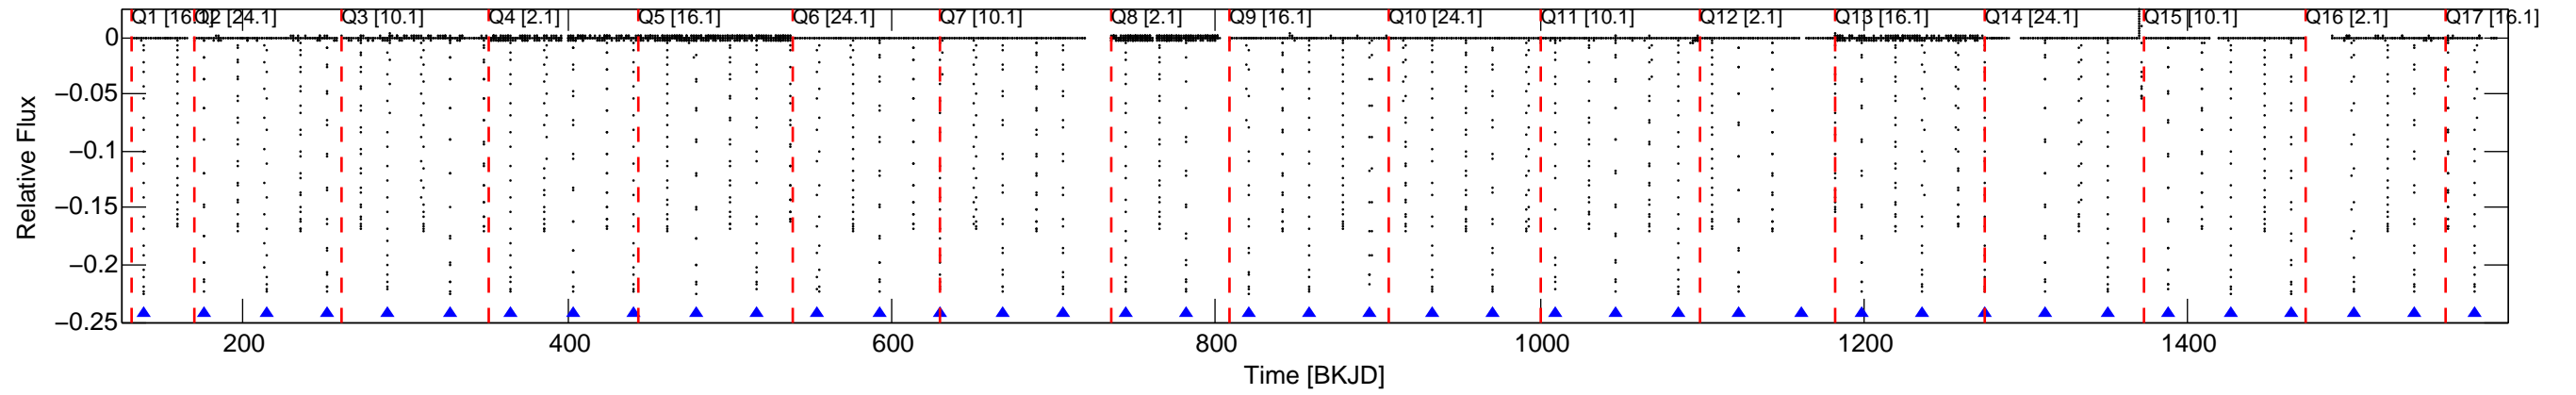 Q1 [16.1] Q2 [24.1] Q3 [10.1] Q4 [2.1] Q5 [16.1] Q6 [24.1] Q7 [10.1] Q8 [2.1] Q9 [16.1] Q10 [24.1] Q11 [10.1] Q12 [2.1] Q13 [16.1] Q14 [24.1] Q15 [10.1] Q16 [2.1] Q17 [16.1]
0
−0.05
−0.1
−0.15
−0.2
−0.25
Relative Flux
200 400 600 800 1000 1200 1400
Time [BKJD]